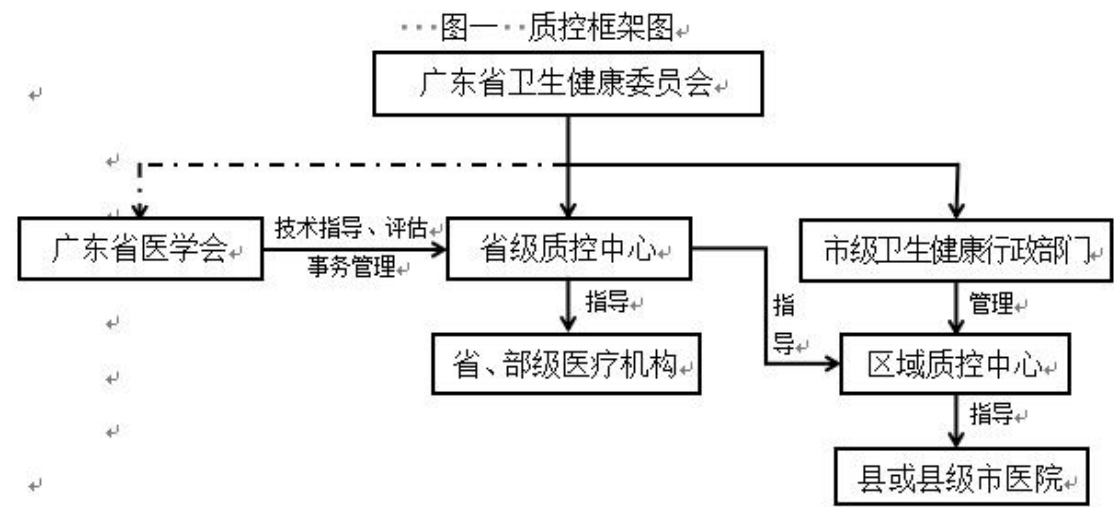 图一 质控框架图
广东省卫生健康委员会
广东省医学会
技术指导、评估
事务管理
省级质控中心
市级卫生健康行政部门
指导
指
导
管理
省、部级医疗机构
区域质控中心
指导
县或县级市医院